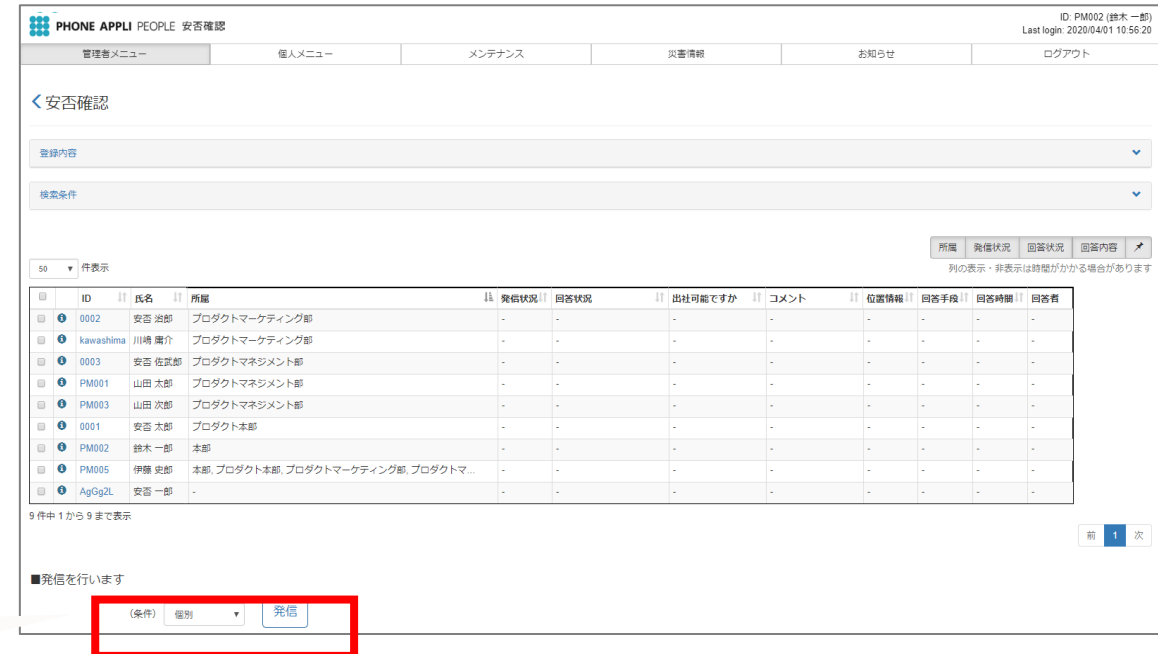 PHONE APPLI PEOPLE 安否確認
ID: PM002 (鈴木 一郎)
Last login: 2020/04/01 10:56:20
管理者メニュー 個人メニュー メンテナンス 災害情報 お知らせ ログアウト
安否確認
登録内容
検索条件
所属 発信状況 回答状況 回答内容
50 件表示
列の表示・非表示は時間がかかる場合があります
ID 氏名 所属 発信状況 回答状況 出社可能ですか コメント 位置情報 回答手段 回答時間 回答者
0002 安否 治郎 プロダクトマーケティング部 - - - - - - - -
kawashima 川嶋 庸介 プロダクトマーケティング部 - - - - - - - -
0003 安否 佐武郎 プロダクトマネジメント部 - - - - - - - -
PM001 山田 太郎 プロダクトマネジメント部 - - - - - - - -
PM003 山田 次郎 プロダクトマネジメント部 - - - - - - - -
0001 安否 太郎 プロダクト本部 - - - - - - - -
PM002 鈴木 一郎 本部 - - - - - - - -
PM005 伊藤 史郎 本部, プロダクト本部, プロダクトマーケティング部, プロダクトマ... - - - - - - - -
AgGg2L 安否 一郎 - - - - - - - - -
9 件中 1 から 9 まで表示
前 1 次
■発信を行います
(条件) 個別 発信